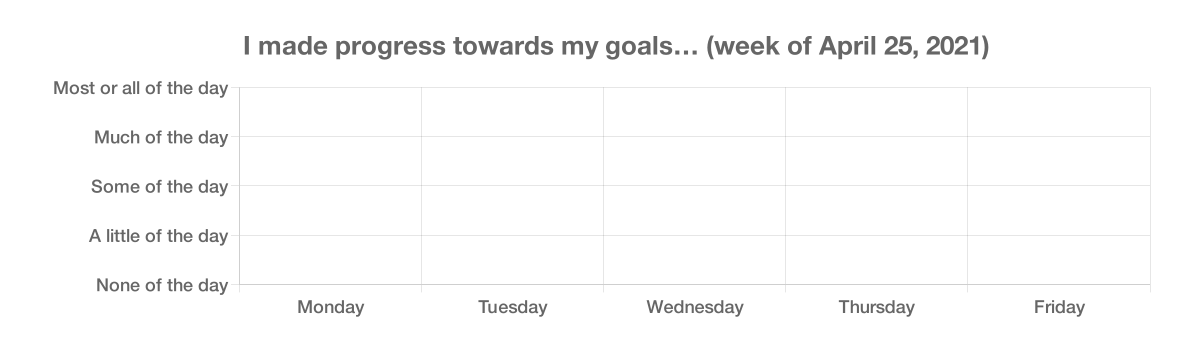 I made progress towards my goals… (week of April 25, 2021)
Most or all of the day
Much of the day
Some of the day
A little of the day
None of the day
Monday Tuesday Wednesday Thursday Friday